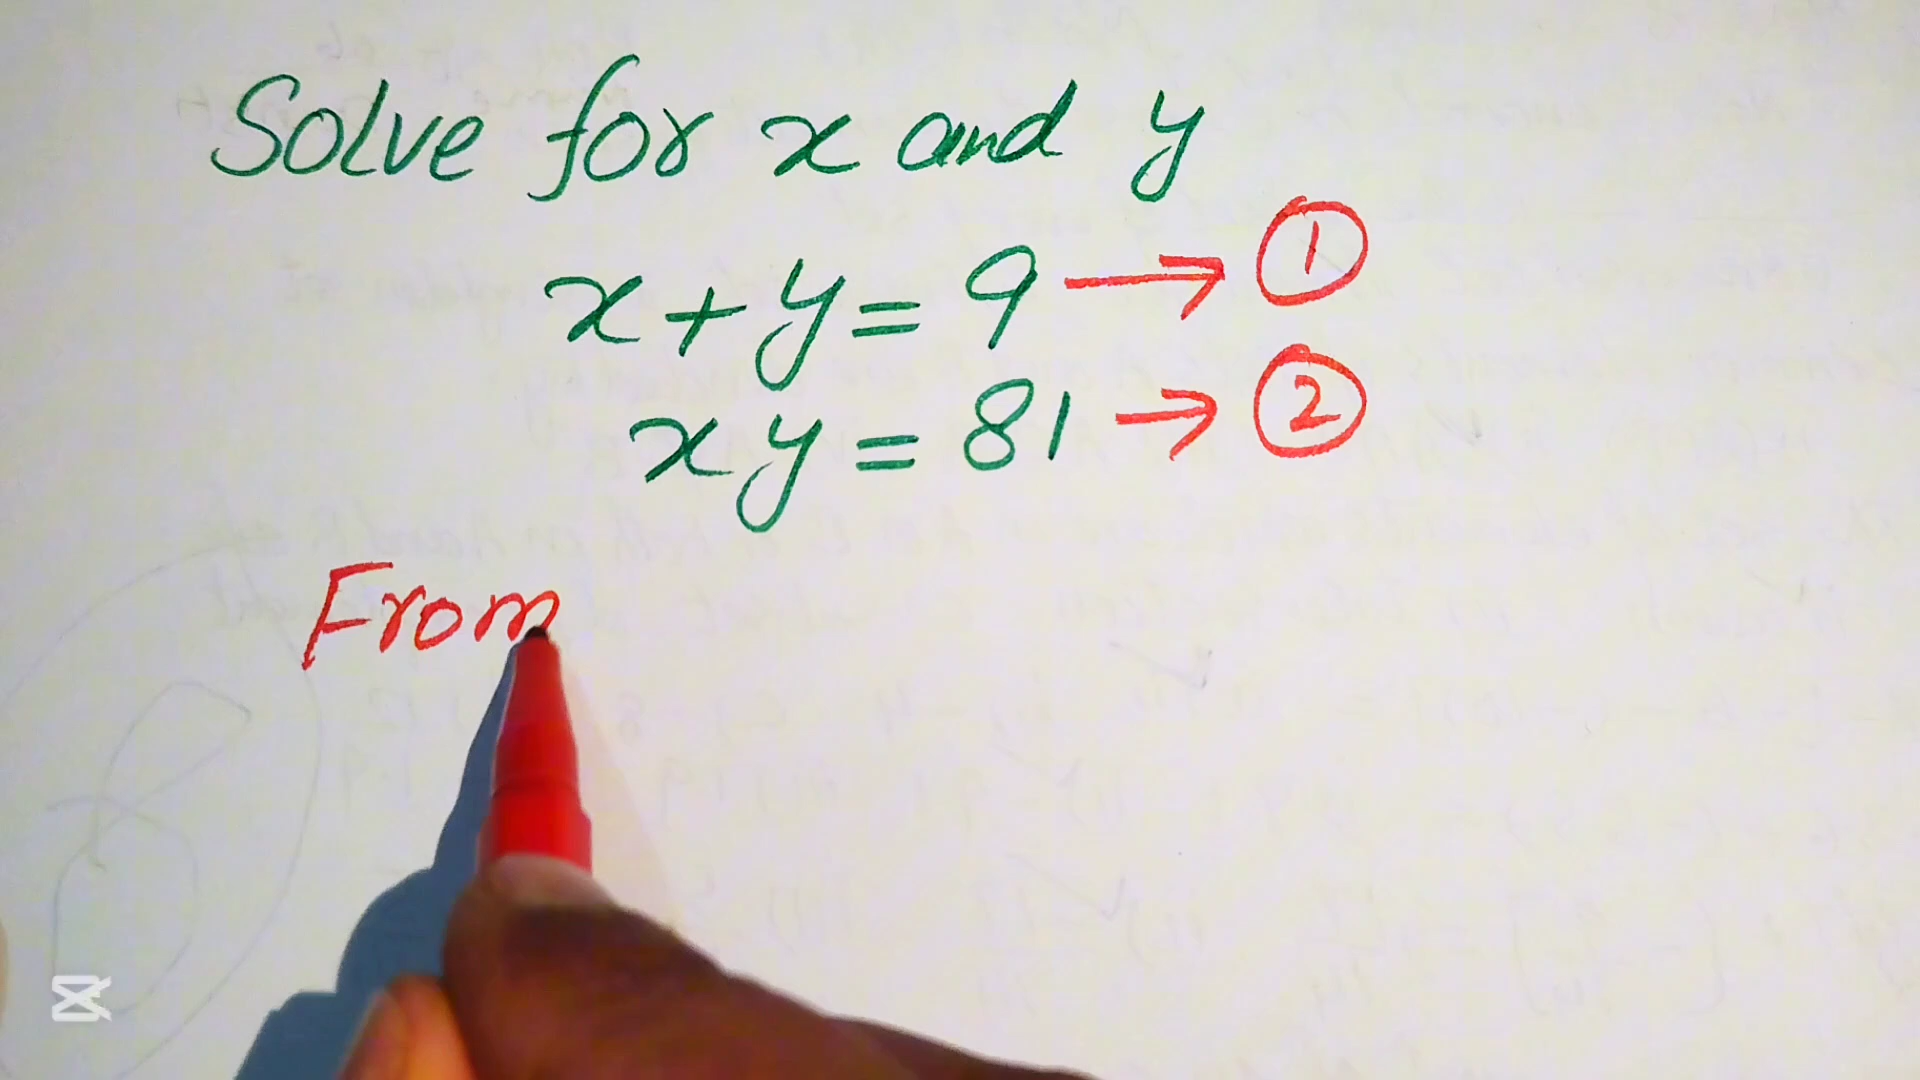 Solve for x and y
x + y = 9 → ①
xy = 81 → ②
From